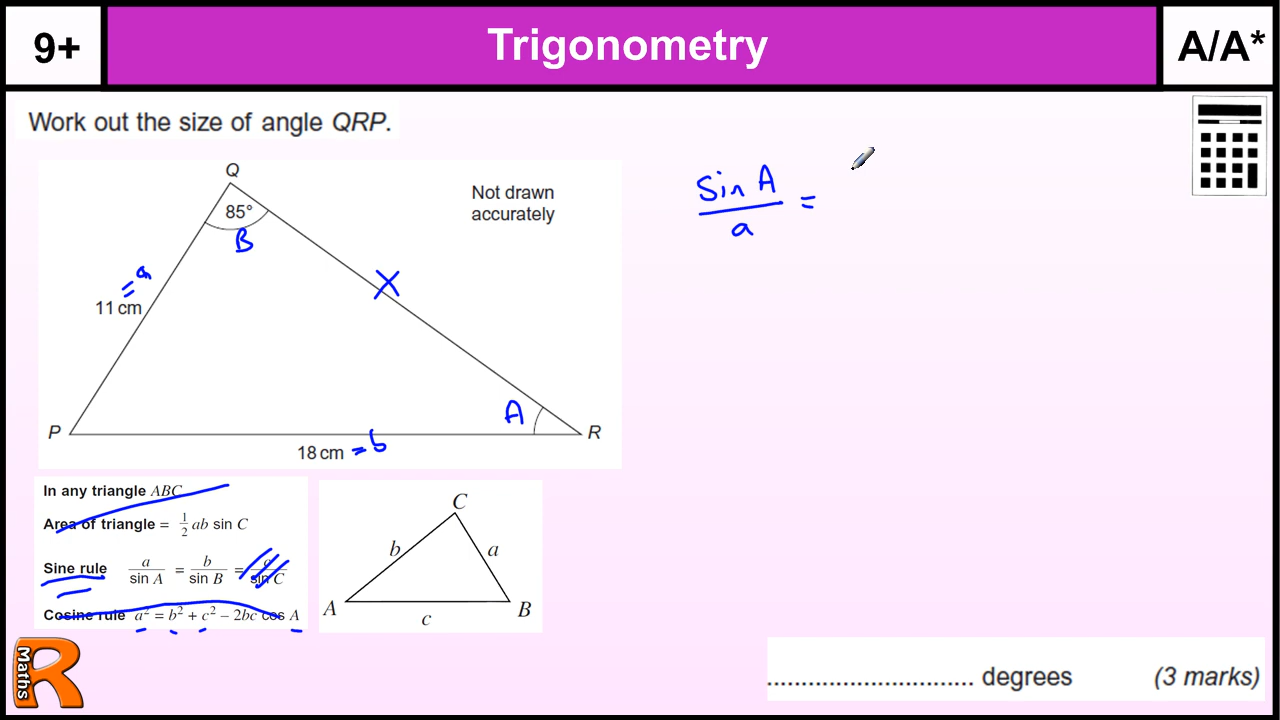 9+
Trigonometry
A/A*
Work out the size of angle QRP.
Q
Not drawn
accurately
85°
B
= a
11 cm
X
A
P
R
18 cm = b
sin A / a =
In any triangle ABC
Area of triangle = 1/2 ab sin C
Sine rule a / sin A = b / sin B = c / sin C
Cosine rule a² = b² + c² – 2bc cos A
C
b
a
A
B
c
R
Maths
.............................. degrees (3 marks)